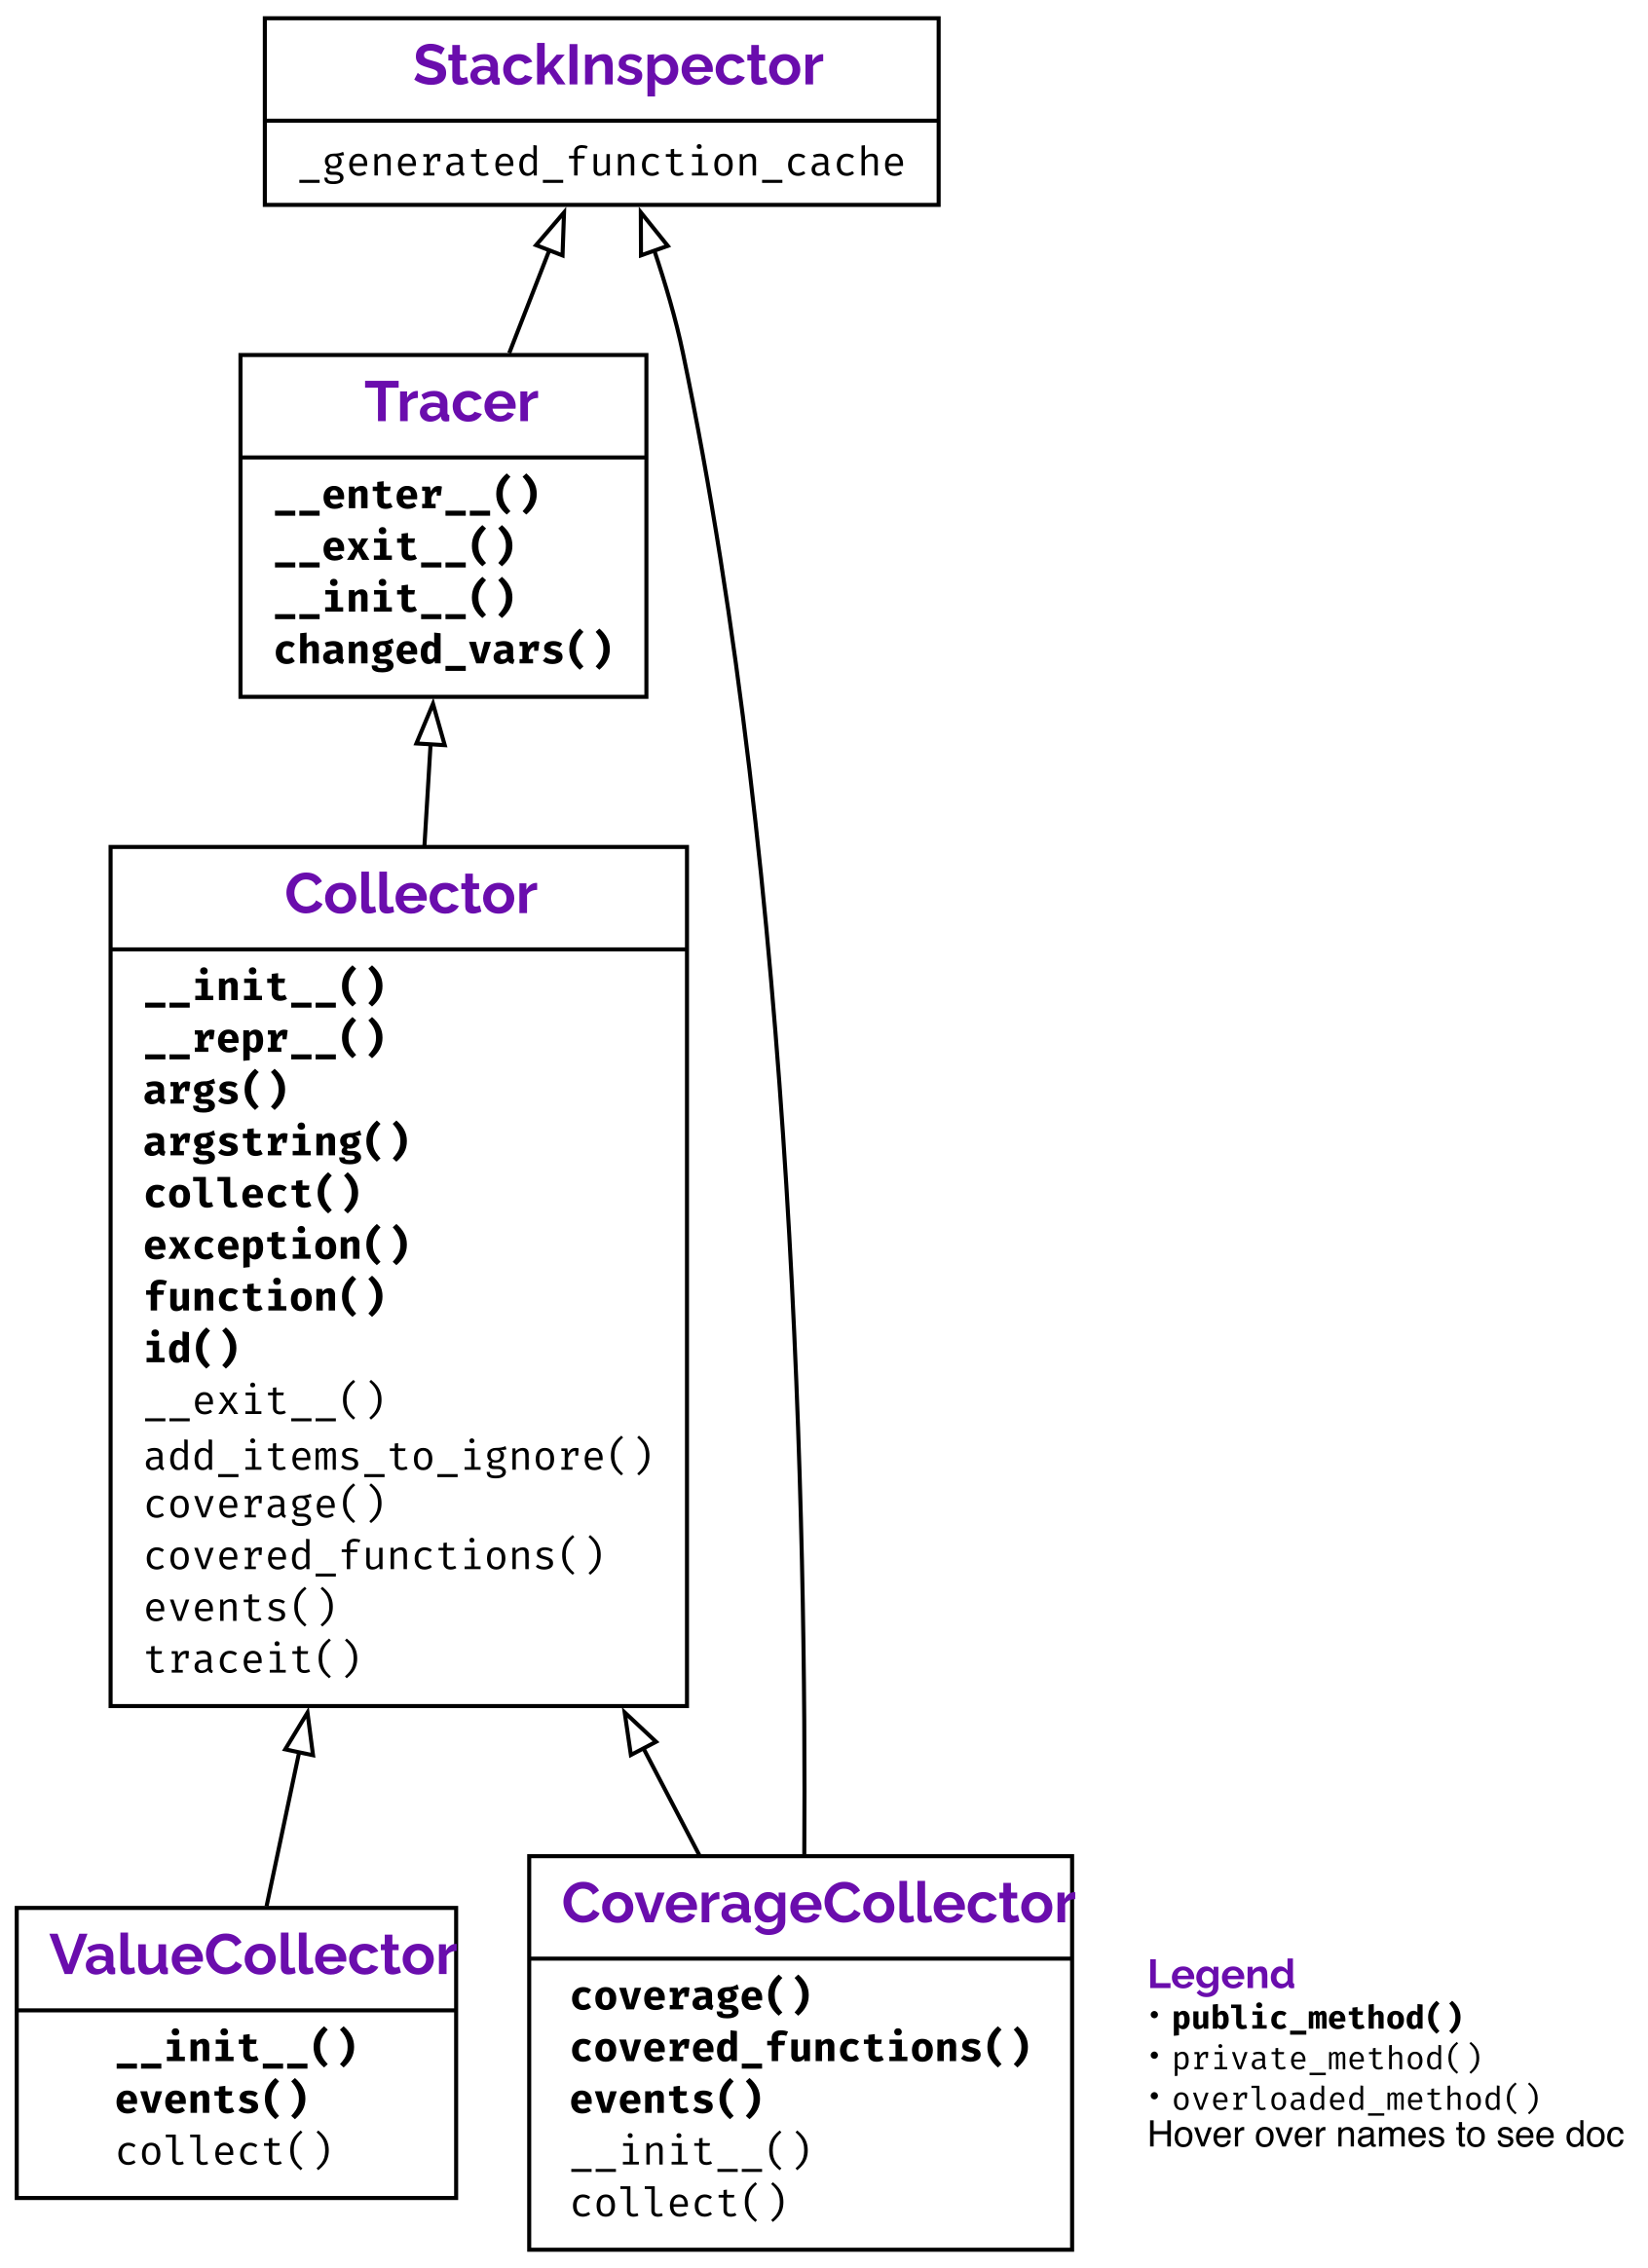 StackInspector
_generated_function_cache
Tracer
__enter__()
__exit__()
__init__()
changed_vars()
Collector
__init__()
__repr__()
args()
argstring()
collect()
exception()
function()
id()
__exit__()
add_items_to_ignore()
coverage()
covered_functions()
events()
traceit()
ValueCollector
__init__()
events()
collect()
CoverageCollector
coverage()
covered_functions()
events()
__init__()
collect()
Legend
• public_method()
• private_method()
• overloaded_method()
Hover over names to see doc